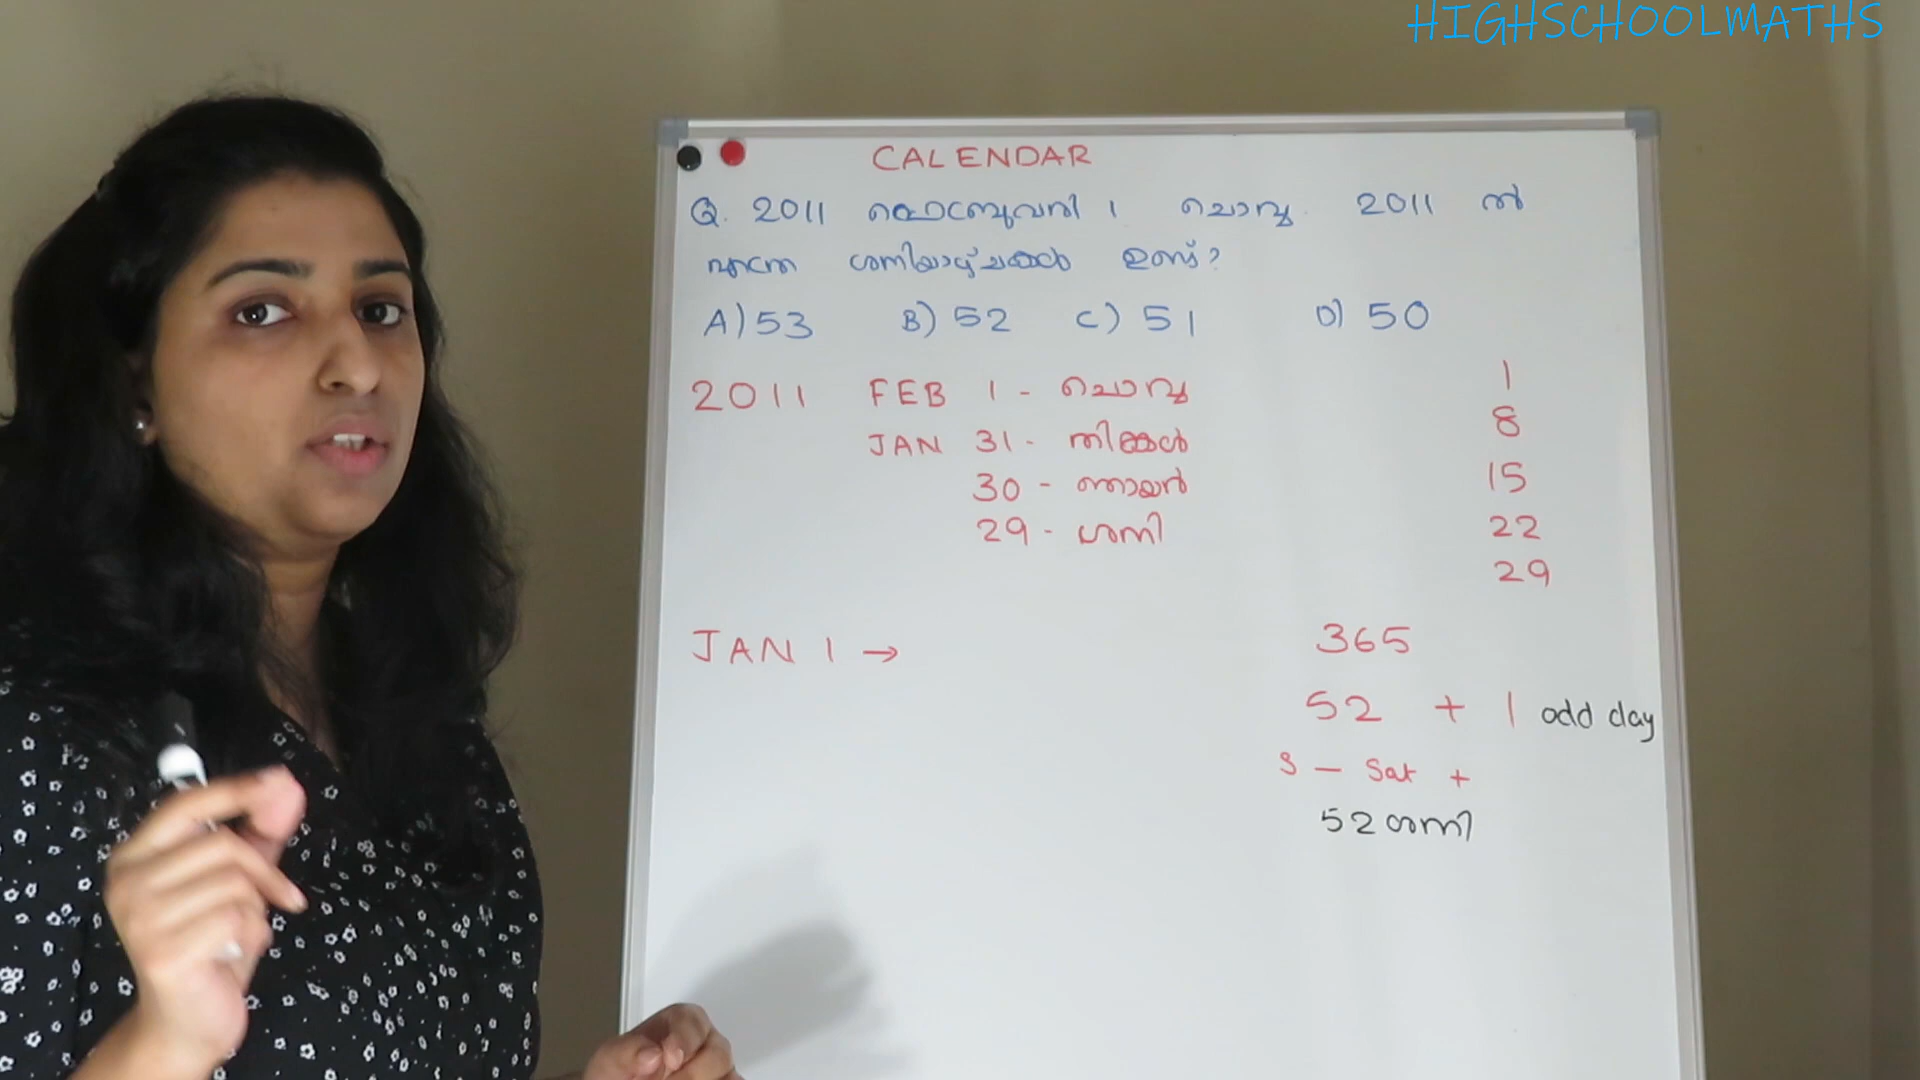 HIGHSCHOOLMATHS
CALENDAR
Q. 2011 ഫെബ്രുവരി 1 ചൊവ്വ. 2011 ൽ
എത്ര ശനിയാഴ്ചകൾ ഉണ്ട്?
A) 53 B) 52 C) 51 D) 50
2011 FEB 1 - ചൊവ്വ
JAN 31 - തിങ്കൾ
30 - ഞായർ
29 - ശനി
1
8
15
22
29
JAN 1 →
365
52 + 1 odd day
S — Sat +
52 ശനി